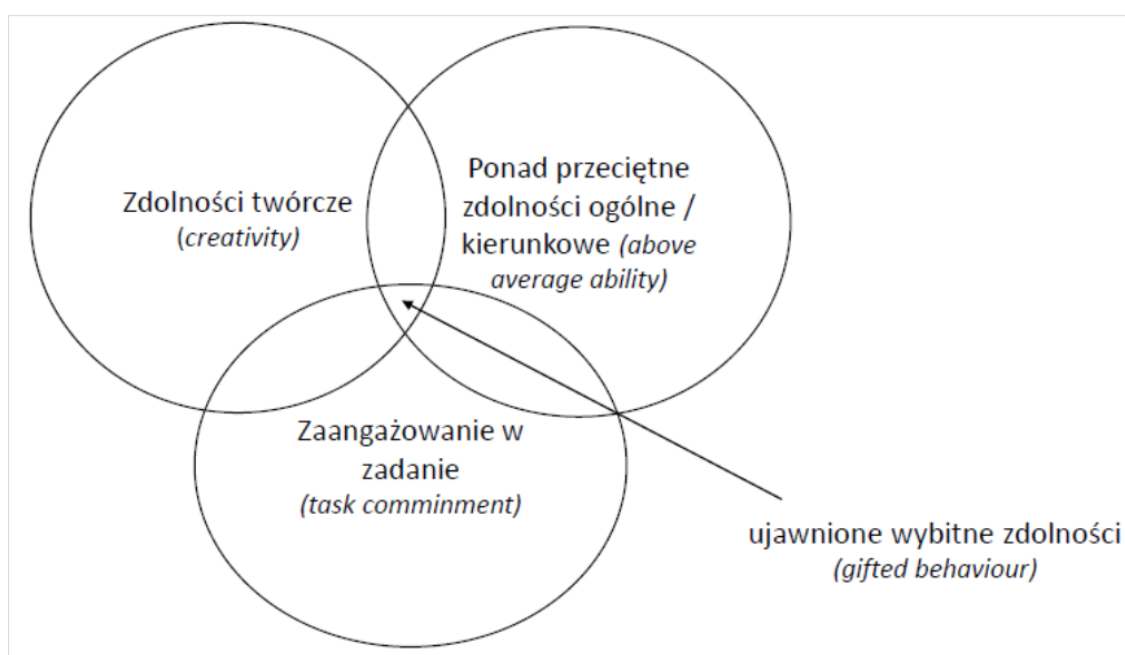 Zdolności twórcze
(creativity)
Ponad przeciętne
zdolności ogólne /
kierunkowe (above
average ability)
Zaangażowanie w
zadanie
(task comminment)
ujawnione wybitne zdolności
(gifted behaviour)